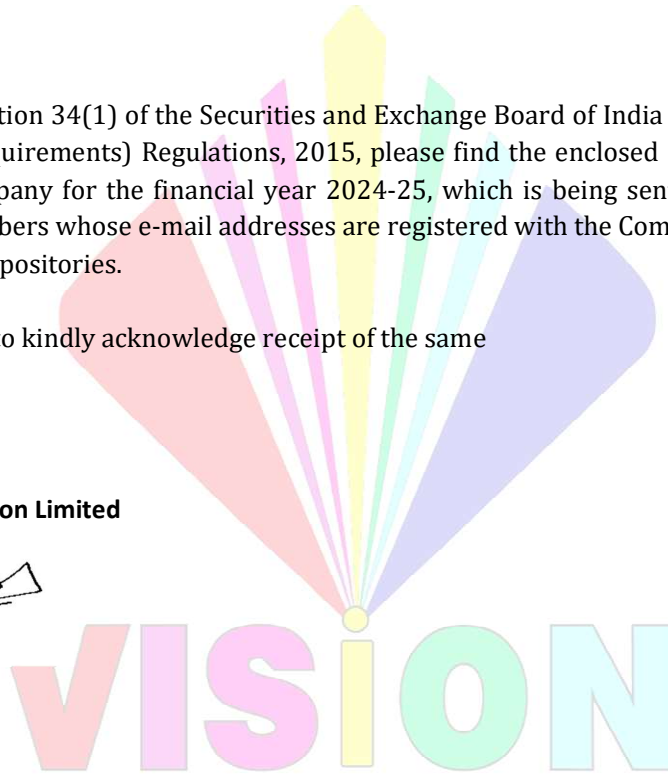 tion 34(1) of the Securities and Exchange Board of India
quirements) Regulations, 2015, please find the enclosed
pany for the financial year 2024-25, which is being sen
bers whose e-mail addresses are registered with the Com
positories.
to kindly acknowledge receipt of the same
on Limited
VISiON